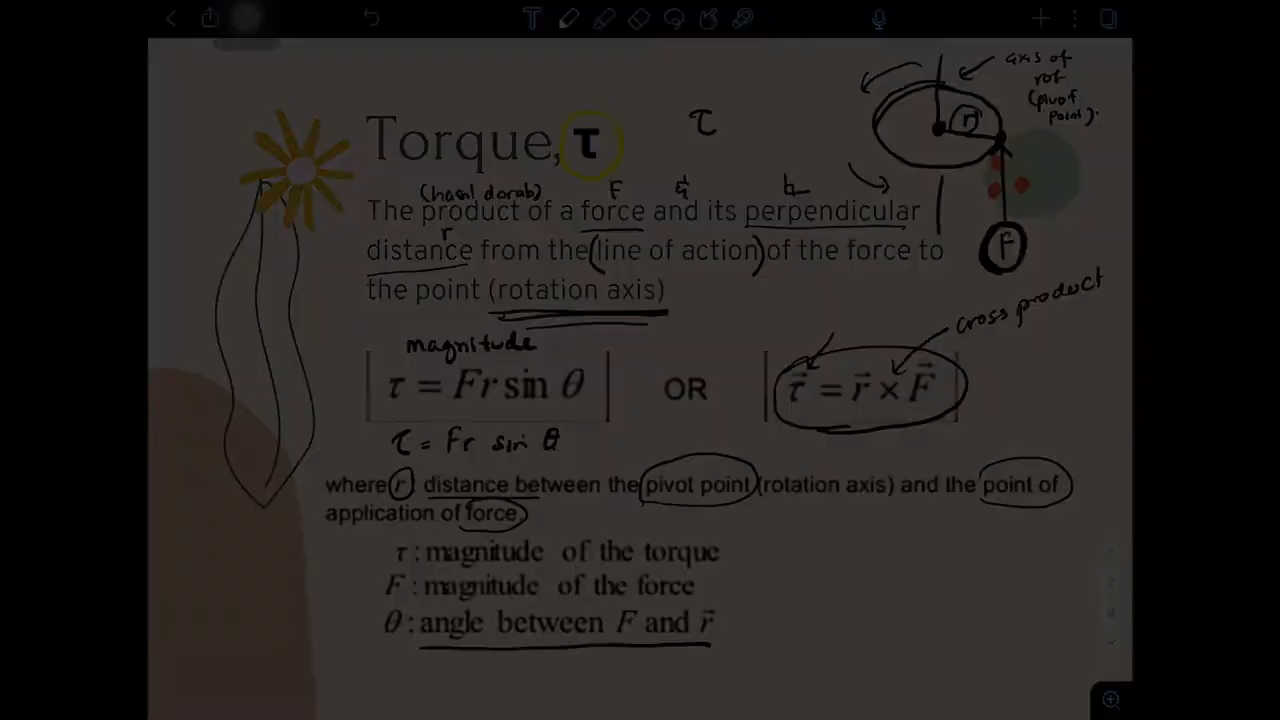 axis of
rot
(pivot
point).
r
F
Torque, τ
τ
(hasil darab) F & ⊥
The product of a force and its perpendicular
r
distance from the (line of action) of the force to
the point (rotation axis)
cross product
magnitude
τ = Fr sin θ OR τ⃗ = r⃗ × F⃗
τ = Fr sin θ
where r distance between the pivot point (rotation axis) and the point of
application of force
τ : magnitude of the torque
F : magnitude of the force
θ : angle between F and r⃗